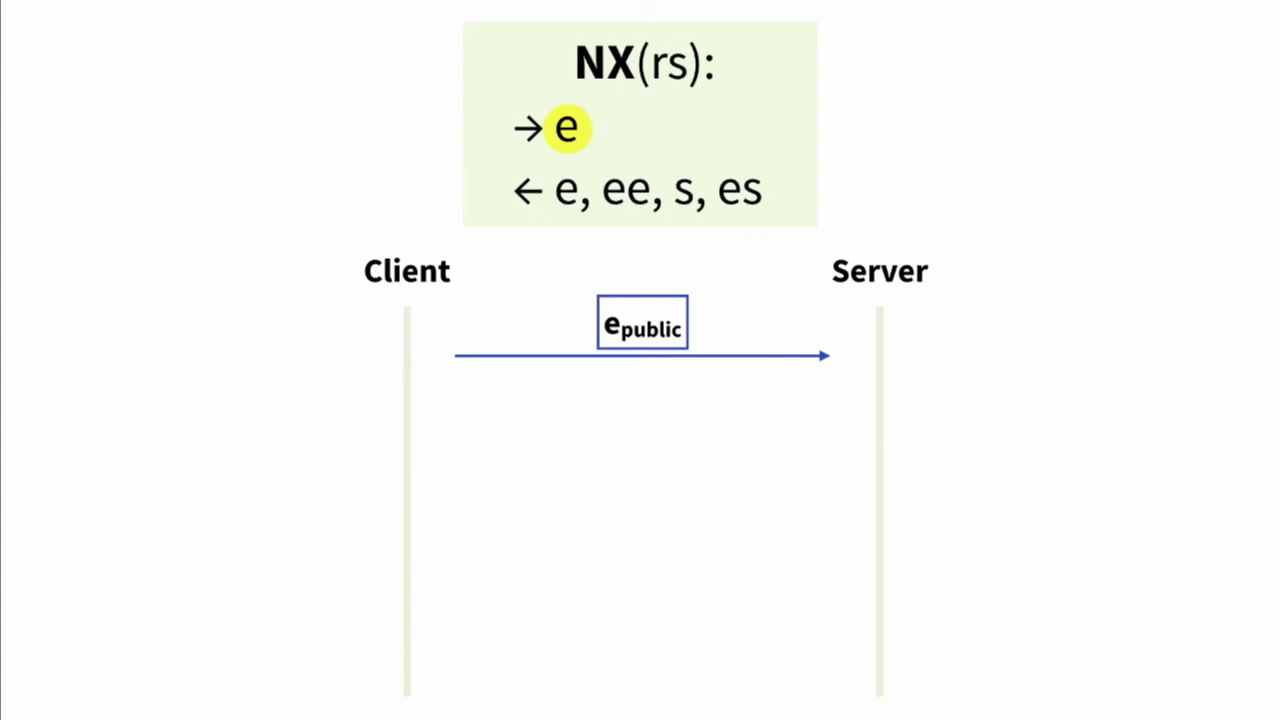 NX(rs):
→ e
← e, ee, s, es
Client
Server
epublic